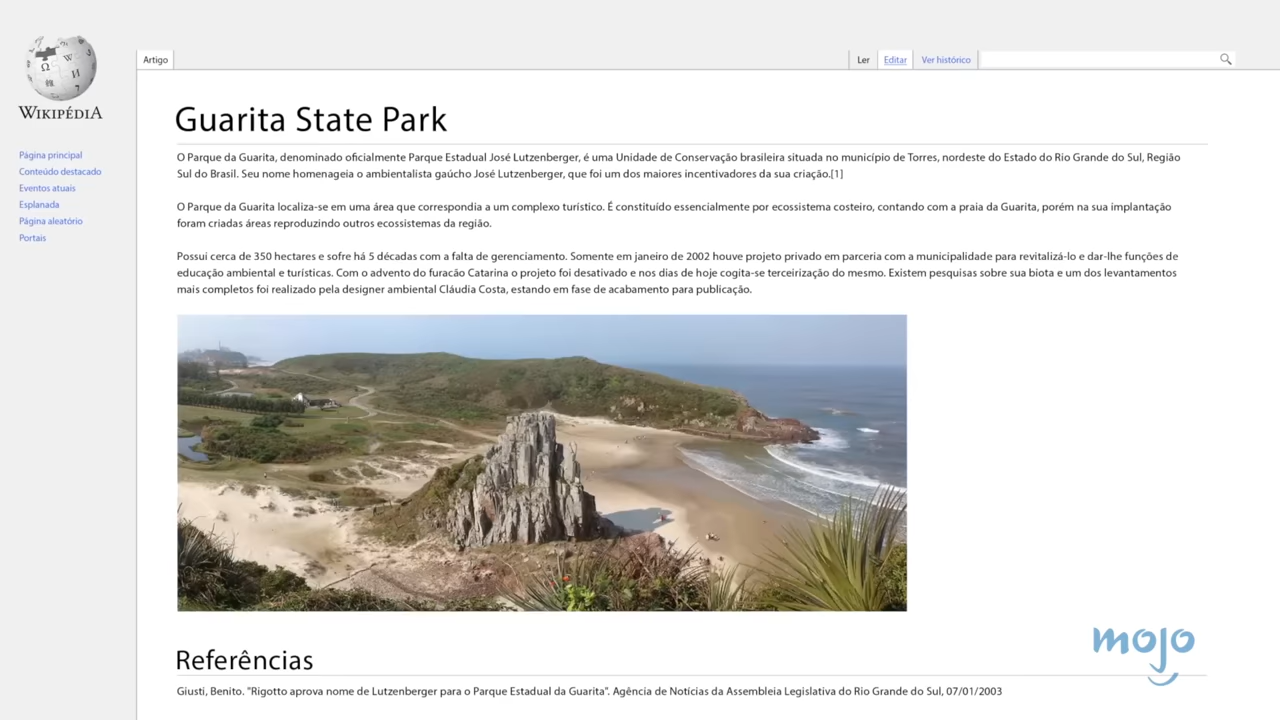 WIKIPÉDIA
Página principal
Conteúdo destacado
Eventos atuais
Esplanada
Página aleatório
Portais
Artigo
Ler
Editar
Ver histórico
Guarita State Park
O Parque da Guarita, denominado oficialmente Parque Estadual José Lutzenberger, é uma Unidade de Conservação brasileira situada no município de Torres, nordeste do Estado do Rio Grande do Sul, Região
Sul do Brasil. Seu nome homenageia o ambientalista gaúcho José Lutzenberger, que foi um dos maiores incentivadores da sua criação.[1]
O Parque da Guarita localiza-se em uma área que correspondia a um complexo turístico. É constituído essencialmente por ecossistema costeiro, contando com a praia da Guarita, porém na sua implantação
foram criadas áreas reproduzindo outros ecossistemas da região.
Possui cerca de 350 hectares e sofre há 5 décadas com a falta de gerenciamento. Somente em janeiro de 2002 houve projeto privado em parceria com a municipalidade para revitalizá-lo e dar-lhe funções de
educação ambiental e turísticas. Com o advento do furacão Catarina o projeto foi desativado e nos dias de hoje cogita-se terceirização do mesmo. Existem pesquisas sobre sua biota e um dos levantamentos
mais completos foi realizado pela designer ambiental Cláudia Costa, estando em fase de acabamento para publicação.
Referências
Giusti, Benito. "Rigotto aprova nome de Lutzenberger para o Parque Estadual da Guarita". Agência de Notícias da Assembleia Legislativa do Rio Grande do Sul, 07/01/2003
mojo